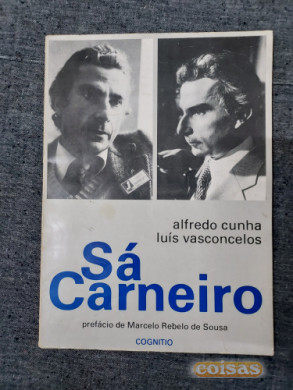 alfredo cunha
luís vasconcelos
Sá
Carneiro
prefácio de Marcelo Rebelo de Sousa
COGNITIO
coisas